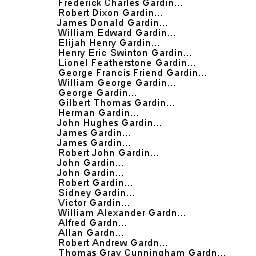 Frederick Charles Gardin...
Robert Dixon Gardin...
James Donald Gardin...
William Edward Gardin...
Elijah Henry Gardin...
Henry Eric Swinton Gardin...
Lionel Featherstone Gardin...
George Francis Friend Gardin...
William George Gardin...
George Gardin...
Gilbert Thomas Gardin...
Herman Gardin...
John Hughes Gardin...
James Gardin...
James Gardin...
Robert John Gardin...
John Gardin...
John Gardin...
Robert Gardin...
Sidney Gardin...
Victor Gardin...
William Alexander Gardn...
Alfred Gardn...
Allan Gardn...
Robert Andrew Gardn...
Thomas Gray Cunningham Gardn...